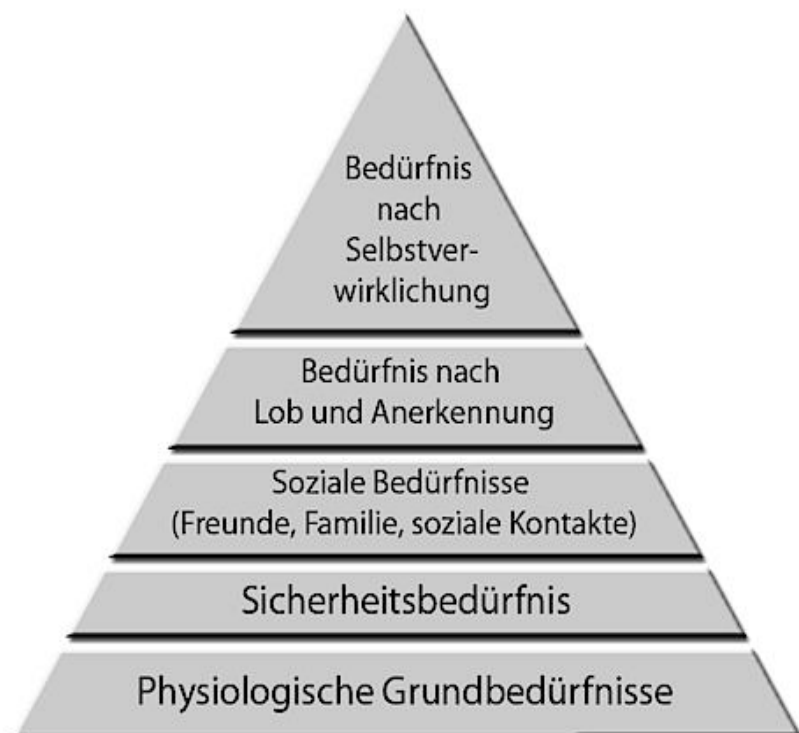 Bedürfnis
nach
Selbstver-
wirklichung
Bedürfnis nach
Lob und Anerkennung
Soziale Bedürfnisse
(Freunde, Familie, soziale Kontakte)
Sicherheitsbedürfnis
Physiologische Grundbedürfnisse